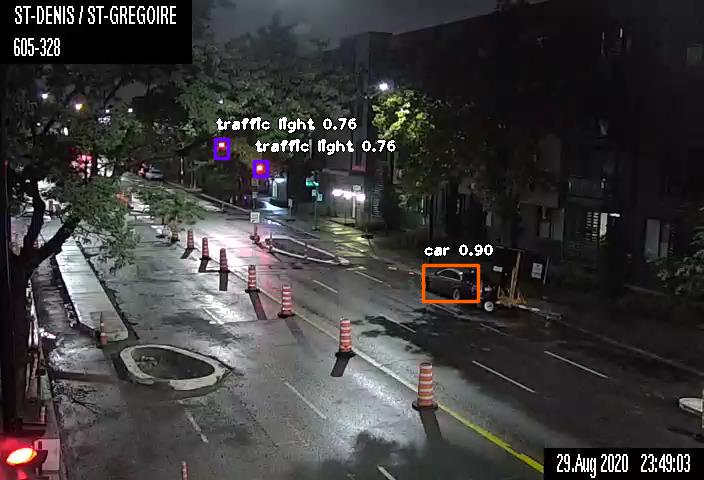 ST-DENIS / ST-GREGOIRE
605-328
traffic light 0.76
traffic light 0.76
car 0.90
29.Aug 2020 23:49:03